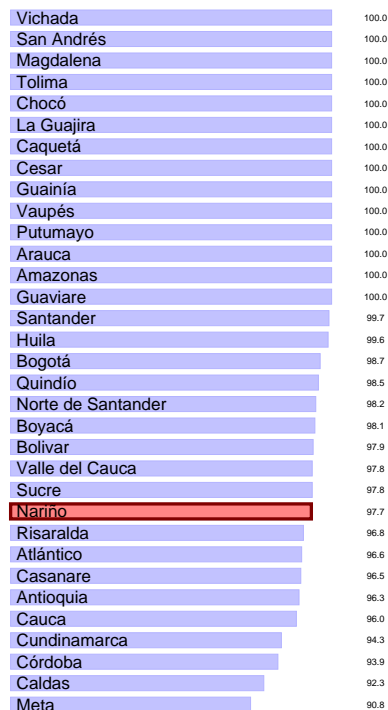 Vichada 100.0
San Andrés 100.0
Magdalena 100.0
Tolima 100.0
Chocó 100.0
La Guajira 100.0
Caquetá 100.0
Cesar 100.0
Guainía 100.0
Vaupés 100.0
Putumayo 100.0
Arauca 100.0
Amazonas 100.0
Guaviare 100.0
Santander 99.7
Huila 99.6
Bogotá 98.7
Quindío 98.5
Norte de Santander 98.2
Boyacá 98.1
Bolivar 97.9
Valle del Cauca 97.8
Sucre 97.8
Nariño 97.7
Risaralda 96.8
Atlántico 96.6
Casanare 96.5
Antioquia 96.3
Cauca 96.0
Cundinamarca 94.3
Córdoba 93.9
Caldas 92.3
Meta 90.8